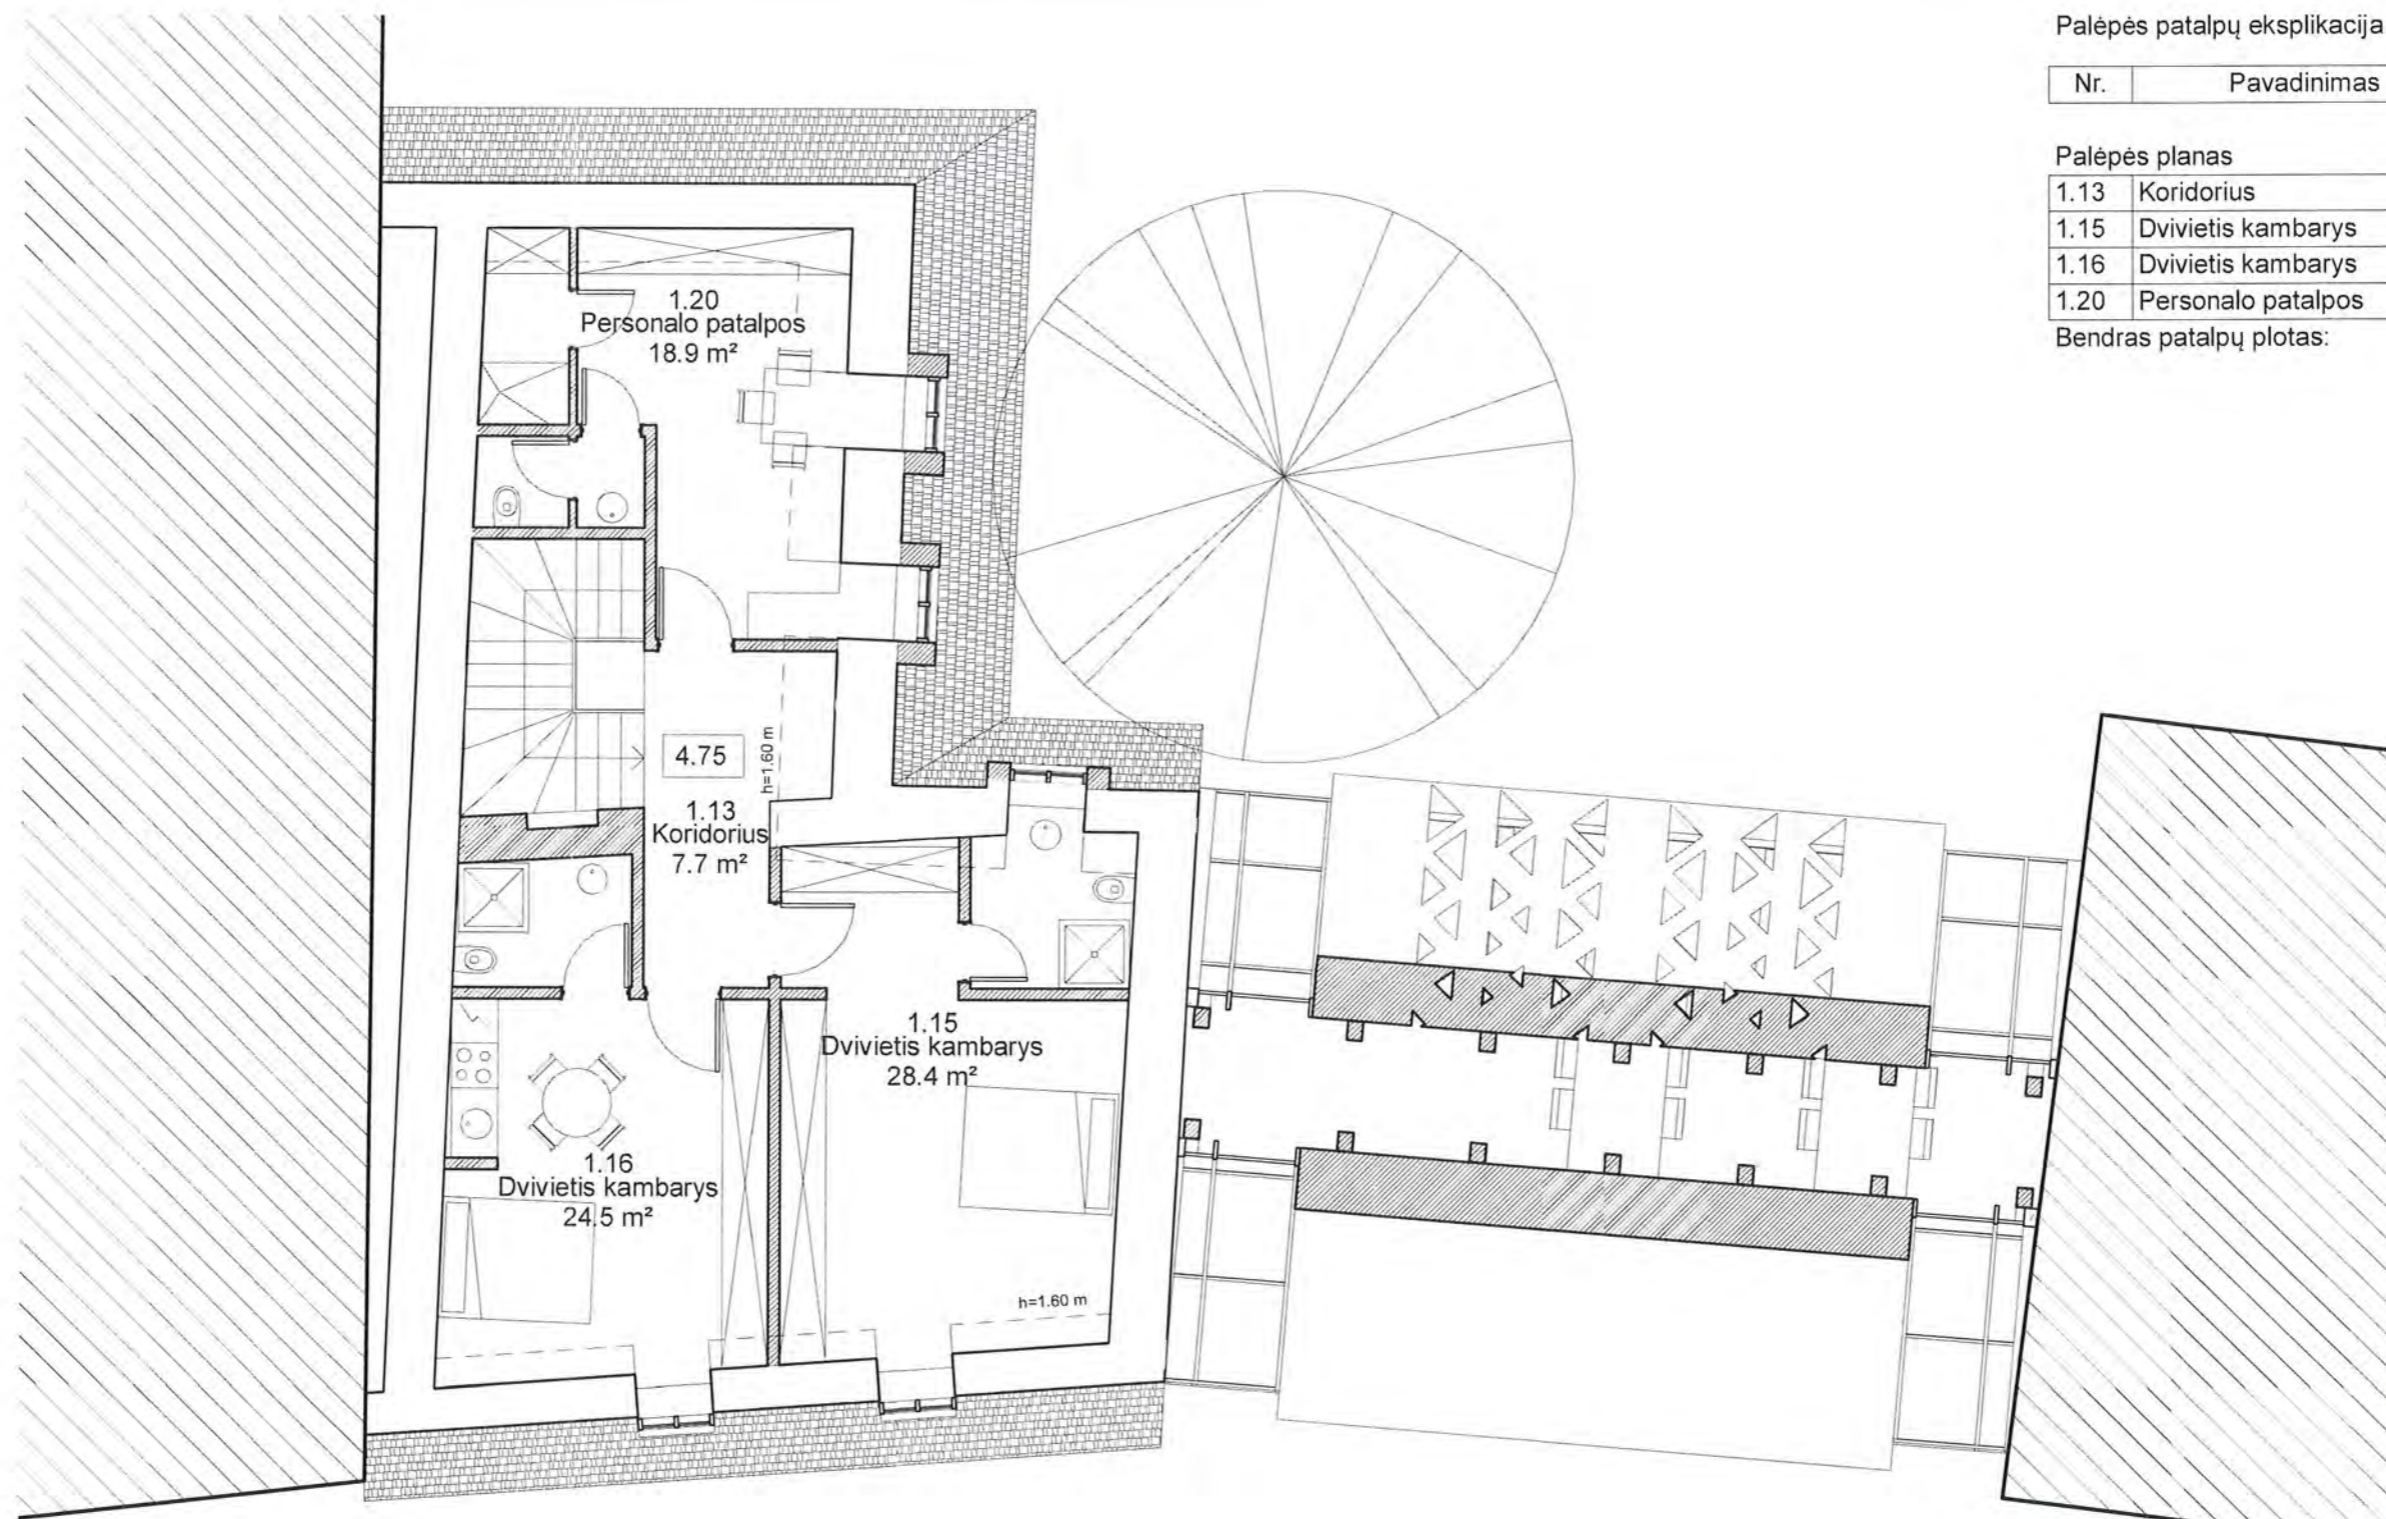 Palėpės patalpų eksplikacija
Nr. Pavadinimas
Palėpės planas
1.13 Koridorius
1.15 Dvivietis kambarys
1.16 Dvivietis kambarys
1.20 Personalo patalpos
Bendras patalpų plotas:
1.20
Personalo patalpos
18.9 m²
4.75
h=1.60 m
1.13
Koridorius
7.7 m²
1.15
Dvivietis kambarys
28.4 m²
1.16
Dvivietis kambarys
24.5 m²
h=1.60 m